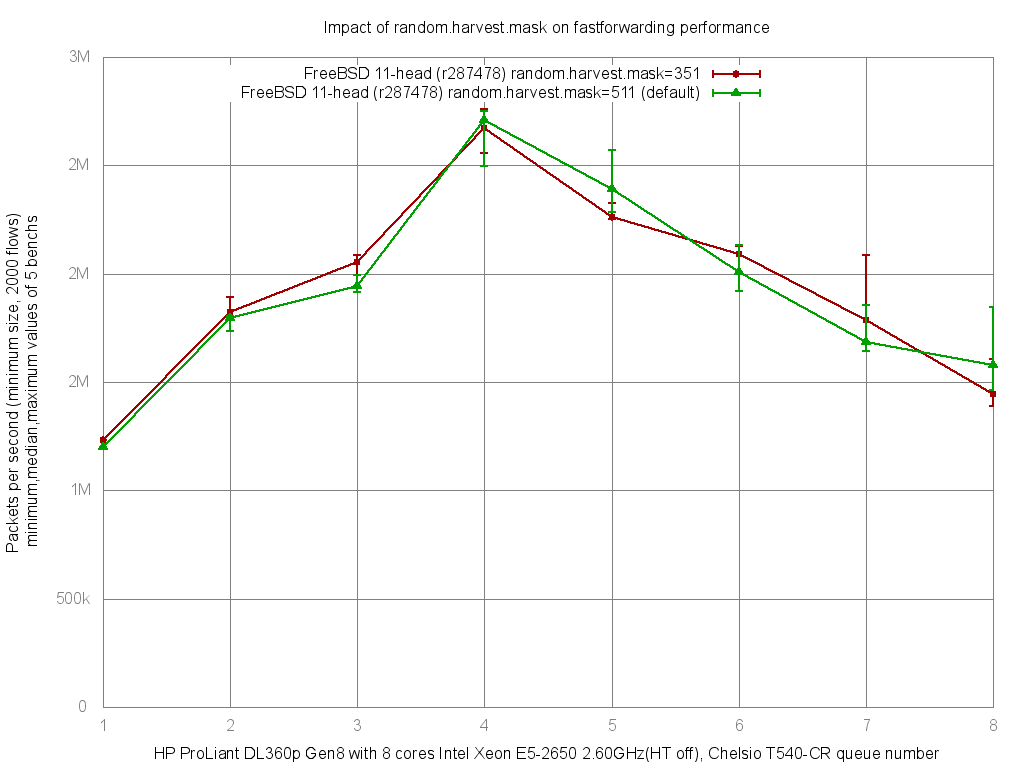 Impact of random.harvest.mask on fastforwarding performance
3M
FreeBSD 11-head (r287478) random.harvest.mask=351
FreeBSD 11-head (r287478) random.harvest.mask=511 (default)
2M
2M
2M
1M
500k
0
Packets per second (minimum size, 2000 flows)
minimum,median,maximum values of 5 benchs
1 2 3 4 5 6 7 8
HP ProLiant DL360p Gen8 with 8 cores Intel Xeon E5-2650 2.60GHz(HT off), Chelsio T540-CR queue number